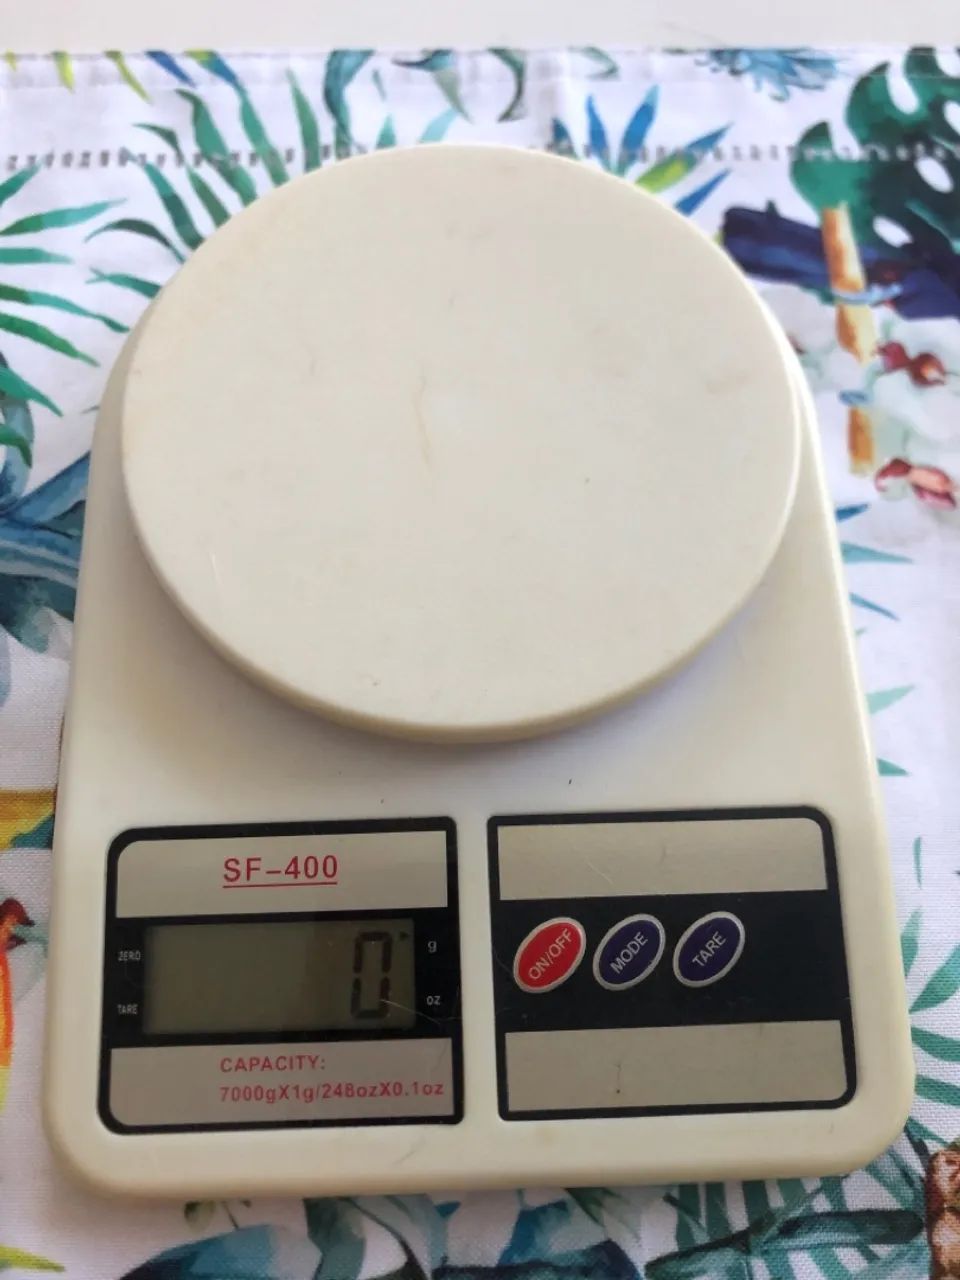 SF-400
ZERO
0
g
TARE
oz
CAPACITY:
7000gX1g/248ozX0.1oz
ON/OFF
MODE
TARE